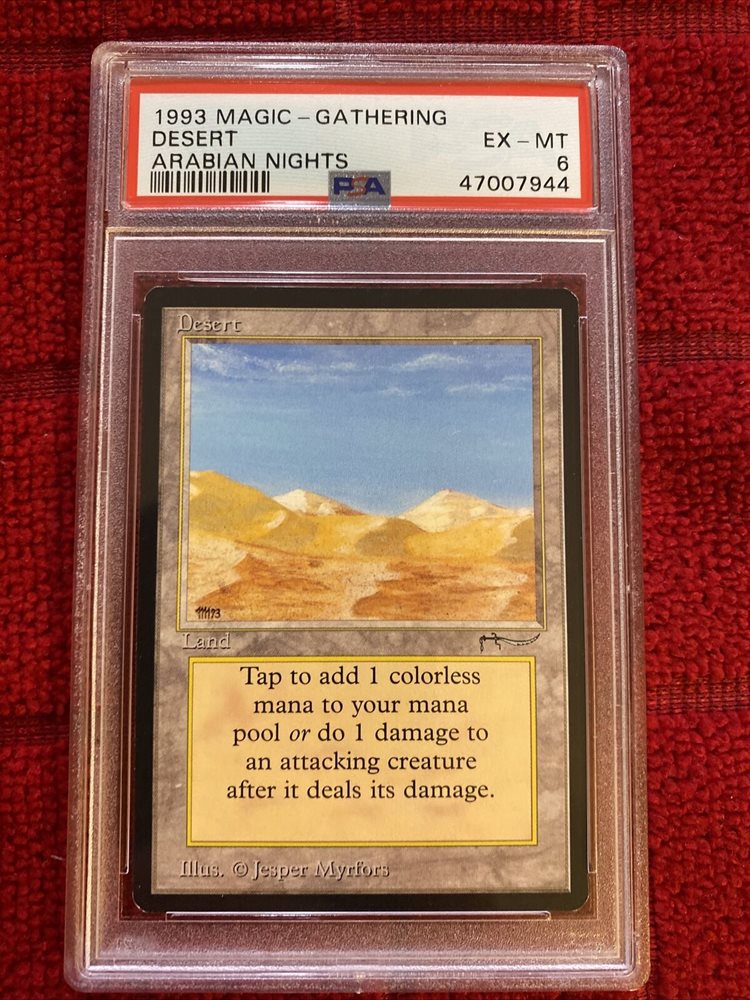 1993 MAGIC – GATHERING
DESERT EX – MT
ARABIAN NIGHTS 6
PSA 47007944
Desert
MM93
Land
Tap to add 1 colorless
mana to your mana
pool or do 1 damage to
an attacking creature
after it deals its damage.
Illus. © Jesper Myrfors